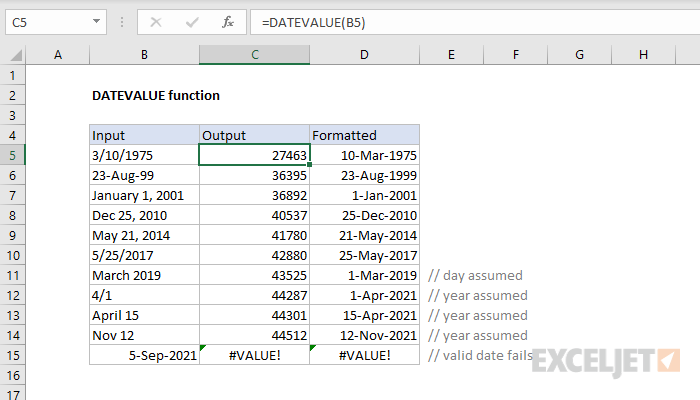 C5 fx =DATEVALUE(B5)
A B C D E F G H
1
2 DATEVALUE function
3
4 Input Output Formatted
5 3/10/1975 27463 10-Mar-1975
6 23-Aug-99 36395 23-Aug-1999
7 January 1, 2001 36892 1-Jan-2001
8 Dec 25, 2010 40537 25-Dec-2010
9 May 21, 2014 41780 21-May-2014
10 5/25/2017 42880 25-May-2017
11 March 2019 43525 1-Mar-2019 // day assumed
12 4/1 44287 1-Apr-2021 // year assumed
13 April 15 44301 15-Apr-2021 // year assumed
14 Nov 12 44512 12-Nov-2021 // year assumed
15 5-Sep-2021 #VALUE! #VALUE! // valid date fails
16
17
EXCELJET